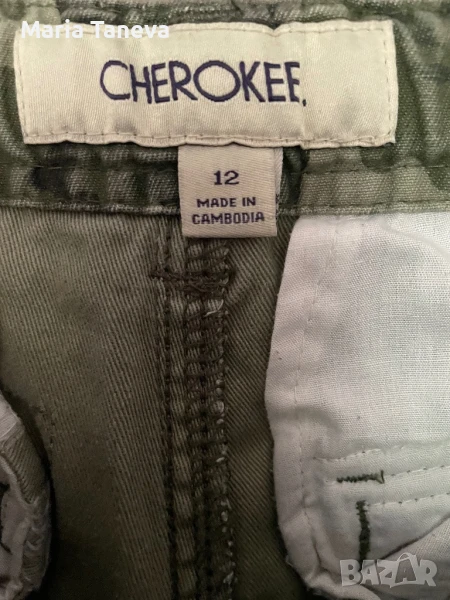 Maria Taneva
CHEROKEE.
12
MADE IN
CAMBODIA
BAZAR